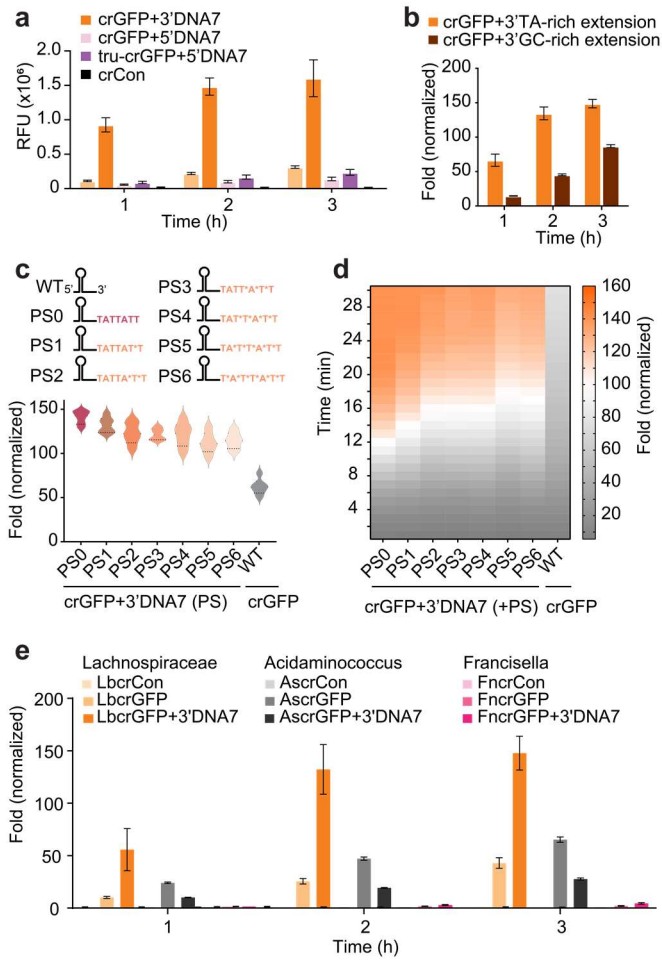 a
crGFP+3'DNA7
crGFP+5'DNA7
tru-crGFP+5'DNA7
crCon
RFU (x10⁶)
2.0
1.5
1.0
0.5
0
1 2 3
Time (h)
b
crGFP+3'TA-rich extension
crGFP+3'GC-rich extension
Fold (normalized)
200
150
100
50
0
1 2 3
Time (h)
c
WT 5' 3'
PS0 TATTATT
PS1 TATTAT*T
PS2 TATTA*T*T
PS3 TATT*A*T*T
PS4 TAT*T*A*T*T
PS5 TA*T*T*A*T*T
PS6 T*A*T*T*A*T*T
Fold (normalized)
150
100
50
0
PS0 PS1 PS2 PS3 PS4 PS5 PS6 WT
crGFP+3'DNA7 (PS) crGFP
d
Time (min)
28
24
20
16
12
8
4
PS0 PS1 PS2 PS3 PS4 PS5 PS6 WT
crGFP+3'DNA7 (+PS) crGFP
160
140
120
100
80
60
40
20
Fold (normalized)
e
Lachnospiraceae
LbcrCon
LbcrGFP
LbcrGFP+3'DNA7
Acidaminococcus
AscrCon
AscrGFP
AscrGFP+3'DNA7
Francisella
FncrCon
FncrGFP
FncrGFP+3'DNA7
Fold (normalized)
200
150
100
50
0
1 2 3
Time (h)